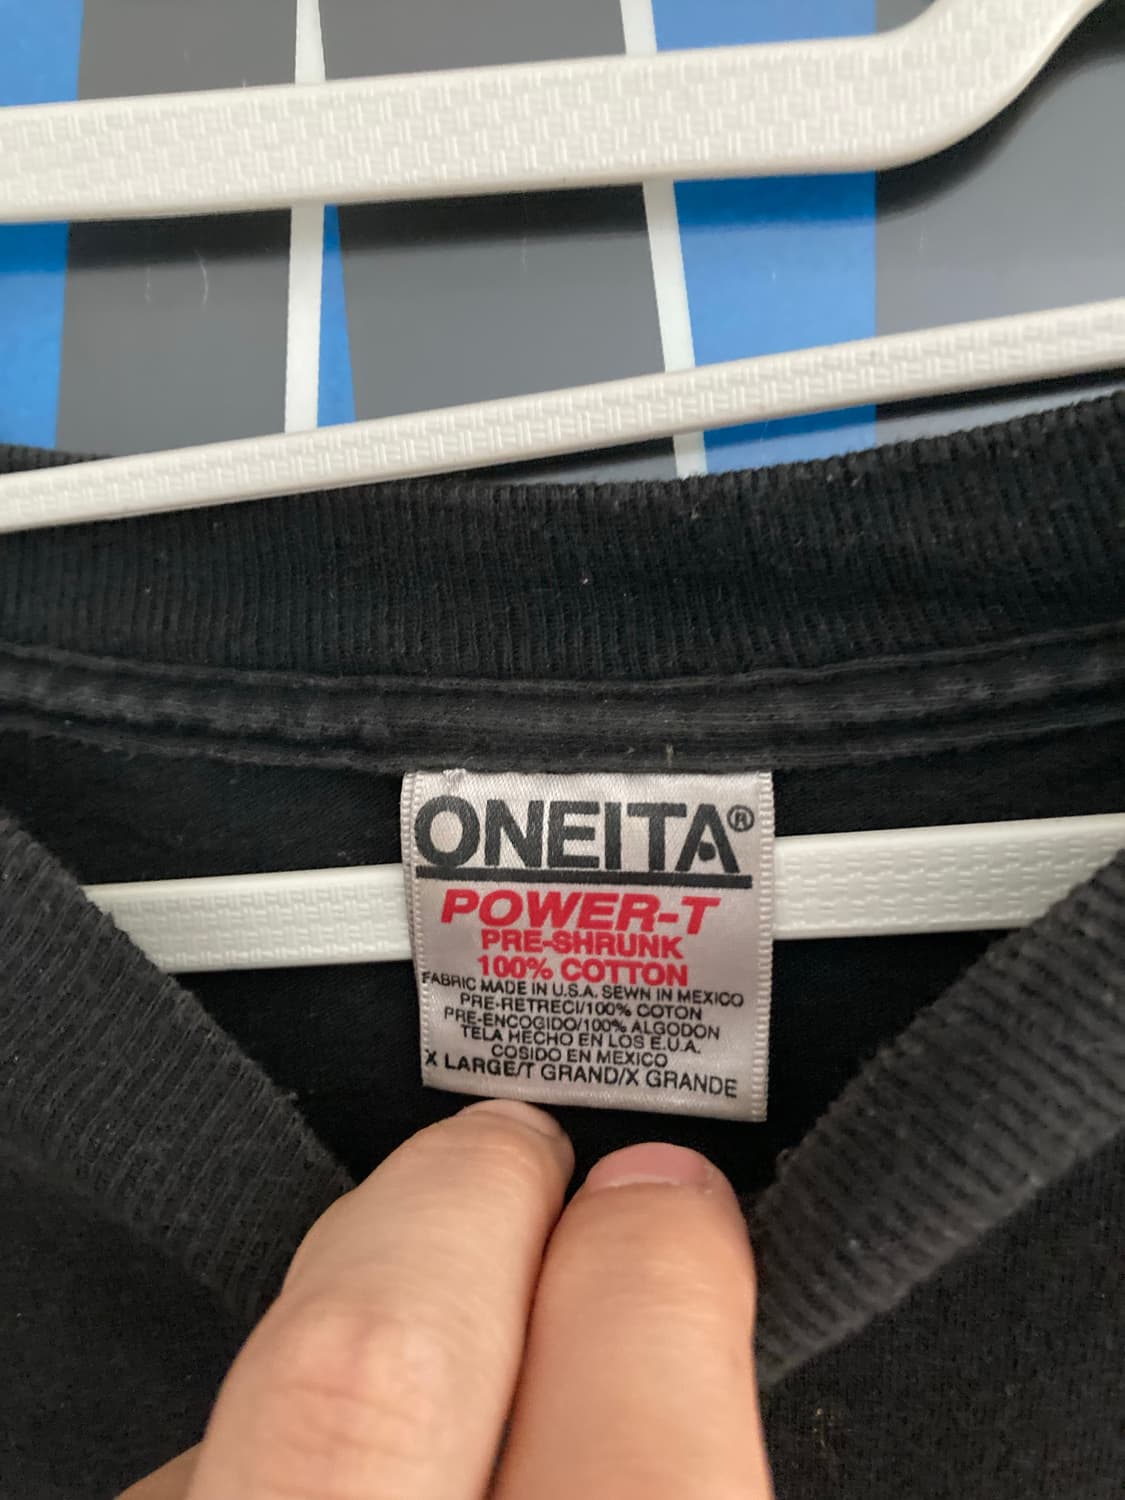 ONEITA®
POWER-T
PRE-SHRUNK
100% COTTON
FABRIC MADE IN U.S.A. SEWN IN MEXICO
PRE-RETRECI/100% COTON
PRE-ENCOGIDO/100% ALGODON
TELA HECHO EN LOS E.U.A.
COSIDO EN MEXICO
X LARGE/T GRAND/X GRANDE